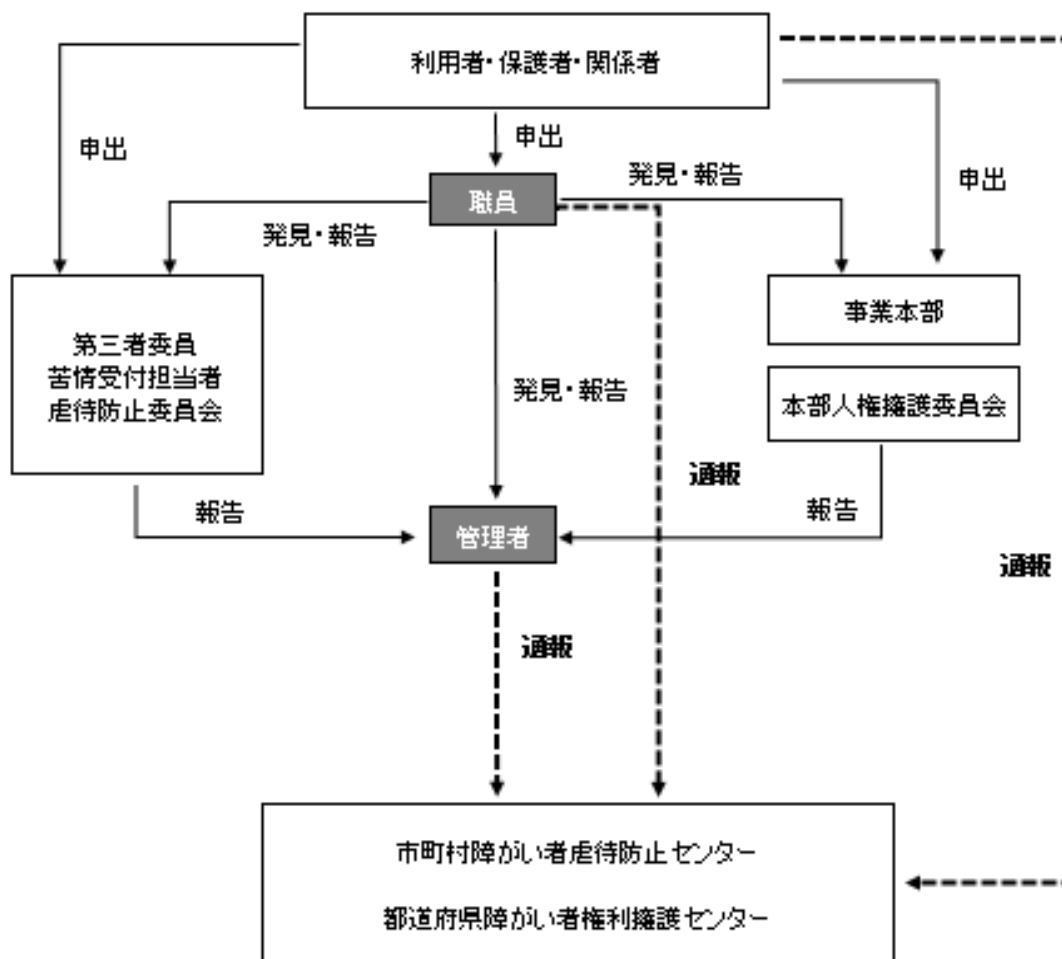 利用者・保護者・関係者
申出
申出
申出
職員
発見・報告
発見・報告
第三者委員
苦情受付担当者
虐待防止委員会
事業本部
発見・報告
本部人権擁護委員会
通報
報告
報告
管理者
通報
通報
市町村障がい者虐待防止センター
都道府県障がい者権利擁護センター